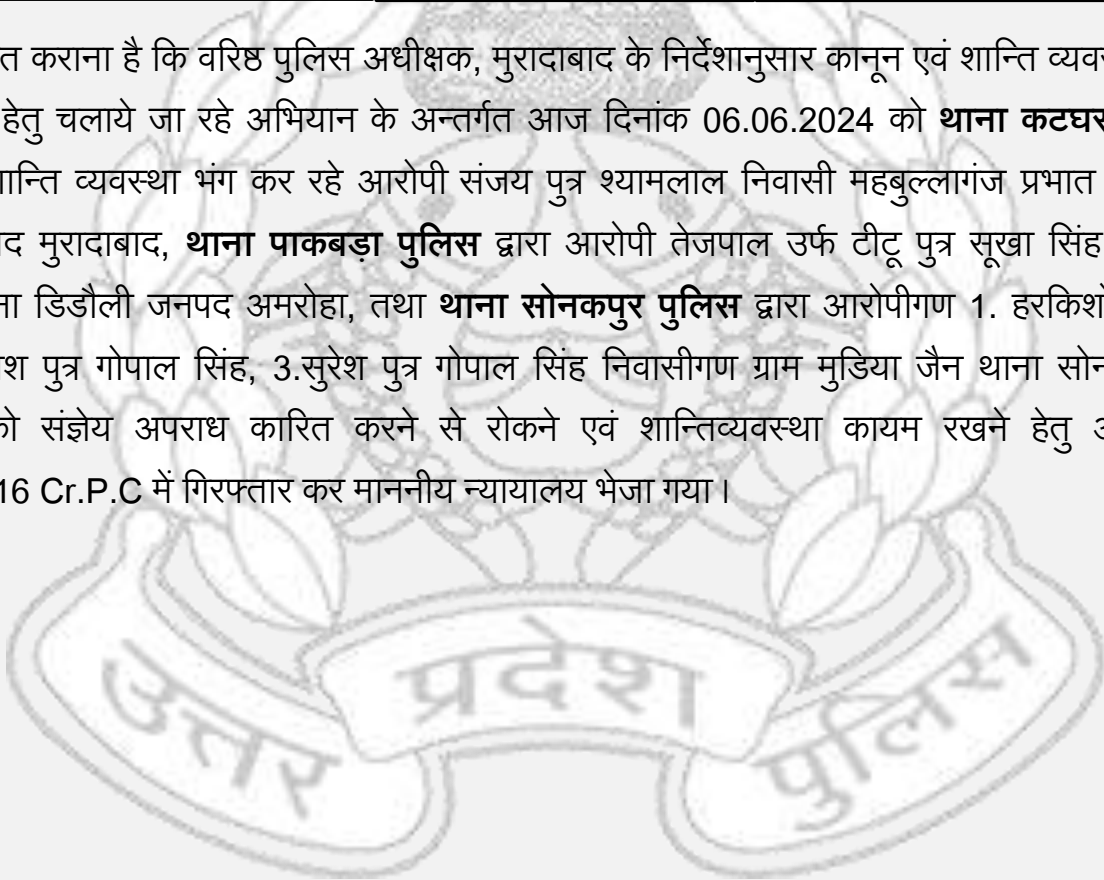 त कराना है कि वरिष्ठ पुलिस अधीक्षक, मुरादाबाद के निर्देशानुसार कानून एवं शान्ति व्यवस
हेतु चलाये जा रहे अभियान के अन्तर्गत आज दिनांक 06.06.2024 को थाना कटघर
ान्ति व्यवस्था भंग कर रहे आरोपी संजय पुत्र श्यामलाल निवासी महबुल्लागंज प्रभात
ाद मुरादाबाद, थाना पाकबड़ा पुलिस द्वारा आरोपी तेजपाल उर्फ टीटू पुत्र सूखा सिंह
ना डिडौली जनपद अमरोहा, तथा थाना सोनकपुर पुलिस द्वारा आरोपीगण 1. हरकिशो
श पुत्र गोपाल सिंह, 3.सुरेश पुत्र गोपाल सिंह निवासीगण ग्राम मुडिया जैन थाना सोन
को संज्ञेय अपराध कारित करने से रोकने एवं शान्तिव्यवस्था कायम रखने हेतु अ
16 Cr.P.C में गिरफ्तार कर माननीय न्यायालय भेजा गया।
उत्तर प्रदेश पुलिस